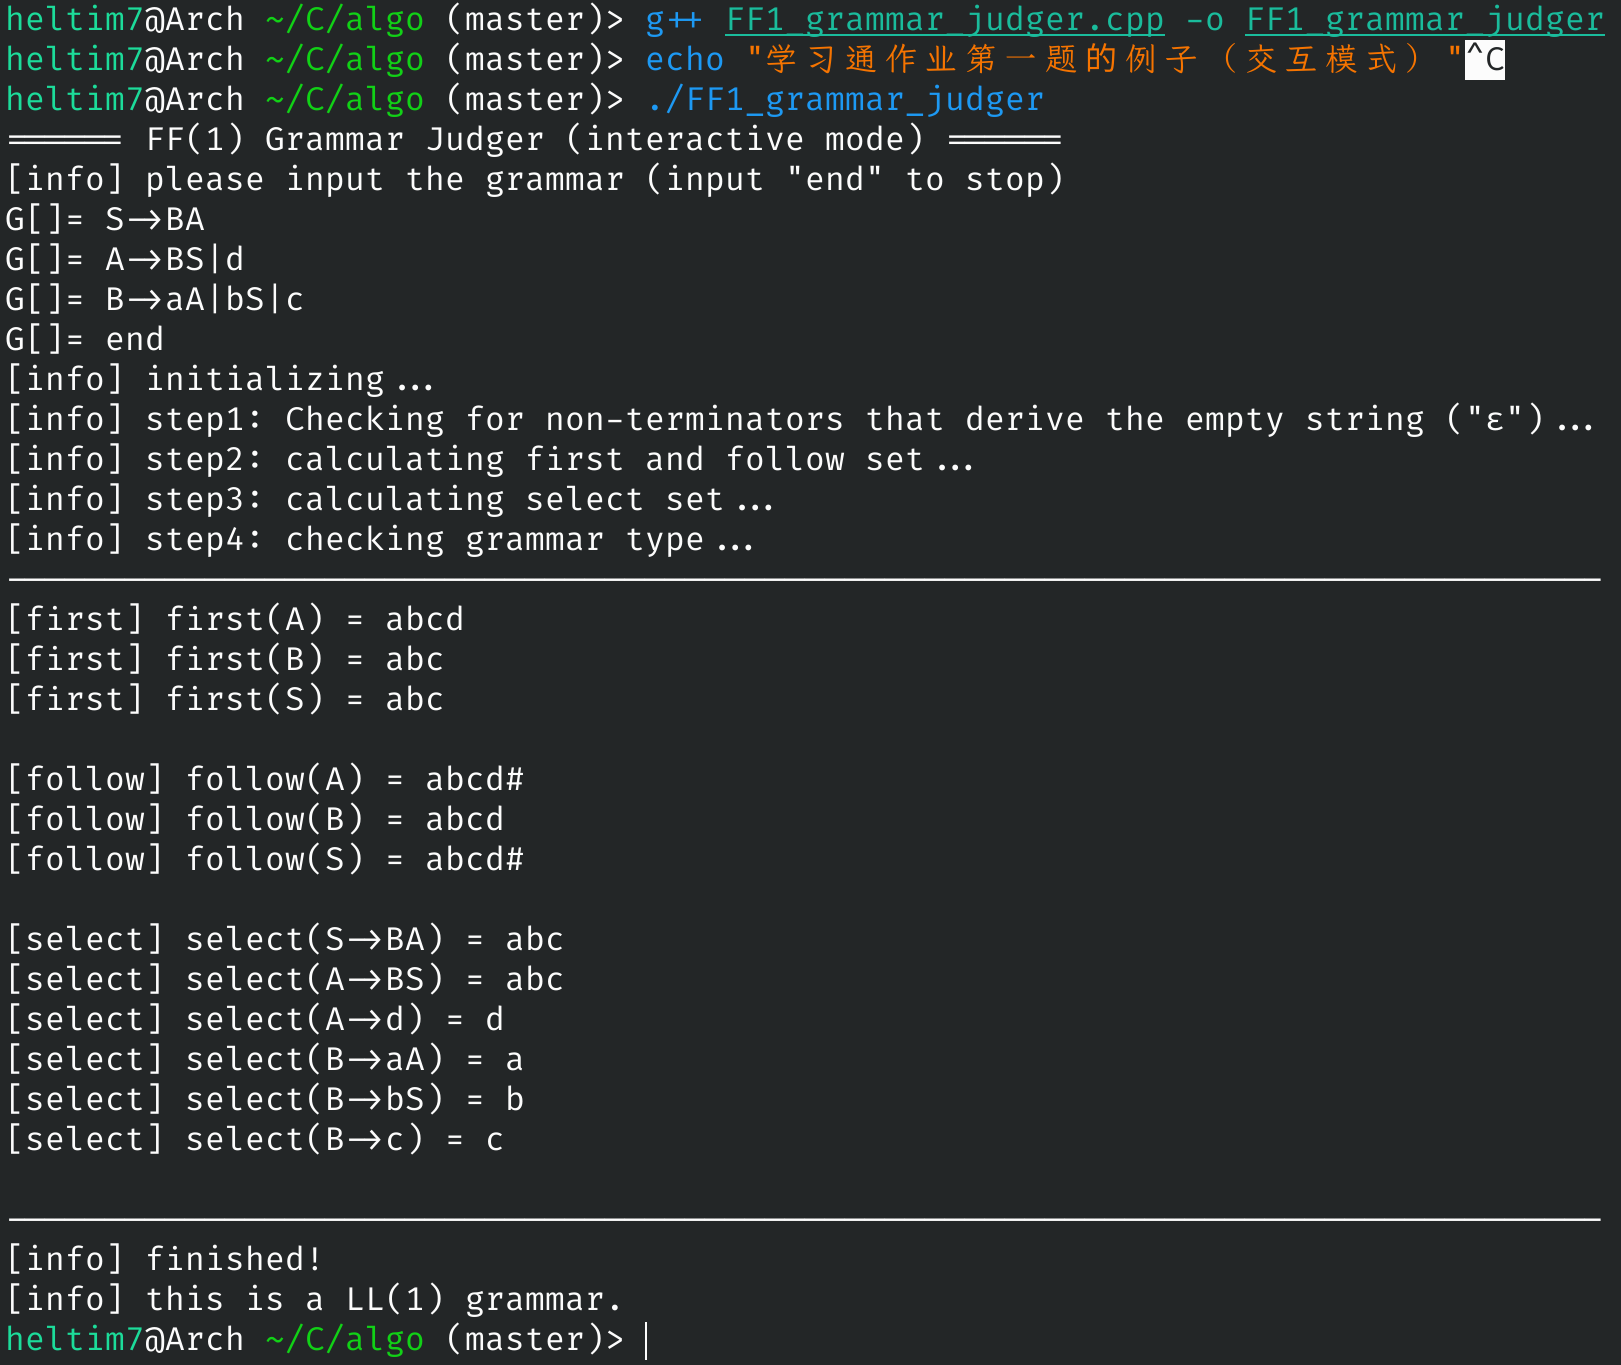 heltim7@Arch ~/C/algo (master)> g++ FF1_grammar_judger.cpp -o FF1_grammar_judger
heltim7@Arch ~/C/algo (master)> echo "学习通作业第一题的例子（交互模式）"^C
heltim7@Arch ~/C/algo (master)> ./FF1_grammar_judger
====== FF(1) Grammar Judger (interactive mode) ======
[info] please input the grammar (input "end" to stop)
G[]= S->BA
G[]= A->BS|d
G[]= B->aA|bS|c
G[]= end
[info] initializing...
[info] step1: Checking for non-terminators that derive the empty string ("ε")...
[info] step2: calculating first and follow set...
[info] step3: calculating select set...
[info] step4: checking grammar type...
[first] first(A) = abcd
[first] first(B) = abc
[first] first(S) = abc
[follow] follow(A) = abcd#
[follow] follow(B) = abcd
[follow] follow(S) = abcd#
[select] select(S->BA) = abc
[select] select(A->BS) = abc
[select] select(A->d) = d
[select] select(B->aA) = a
[select] select(B->bS) = b
[select] select(B->c) = c
[info] finished!
[info] this is a LL(1) grammar.
heltim7@Arch ~/C/algo (master)>